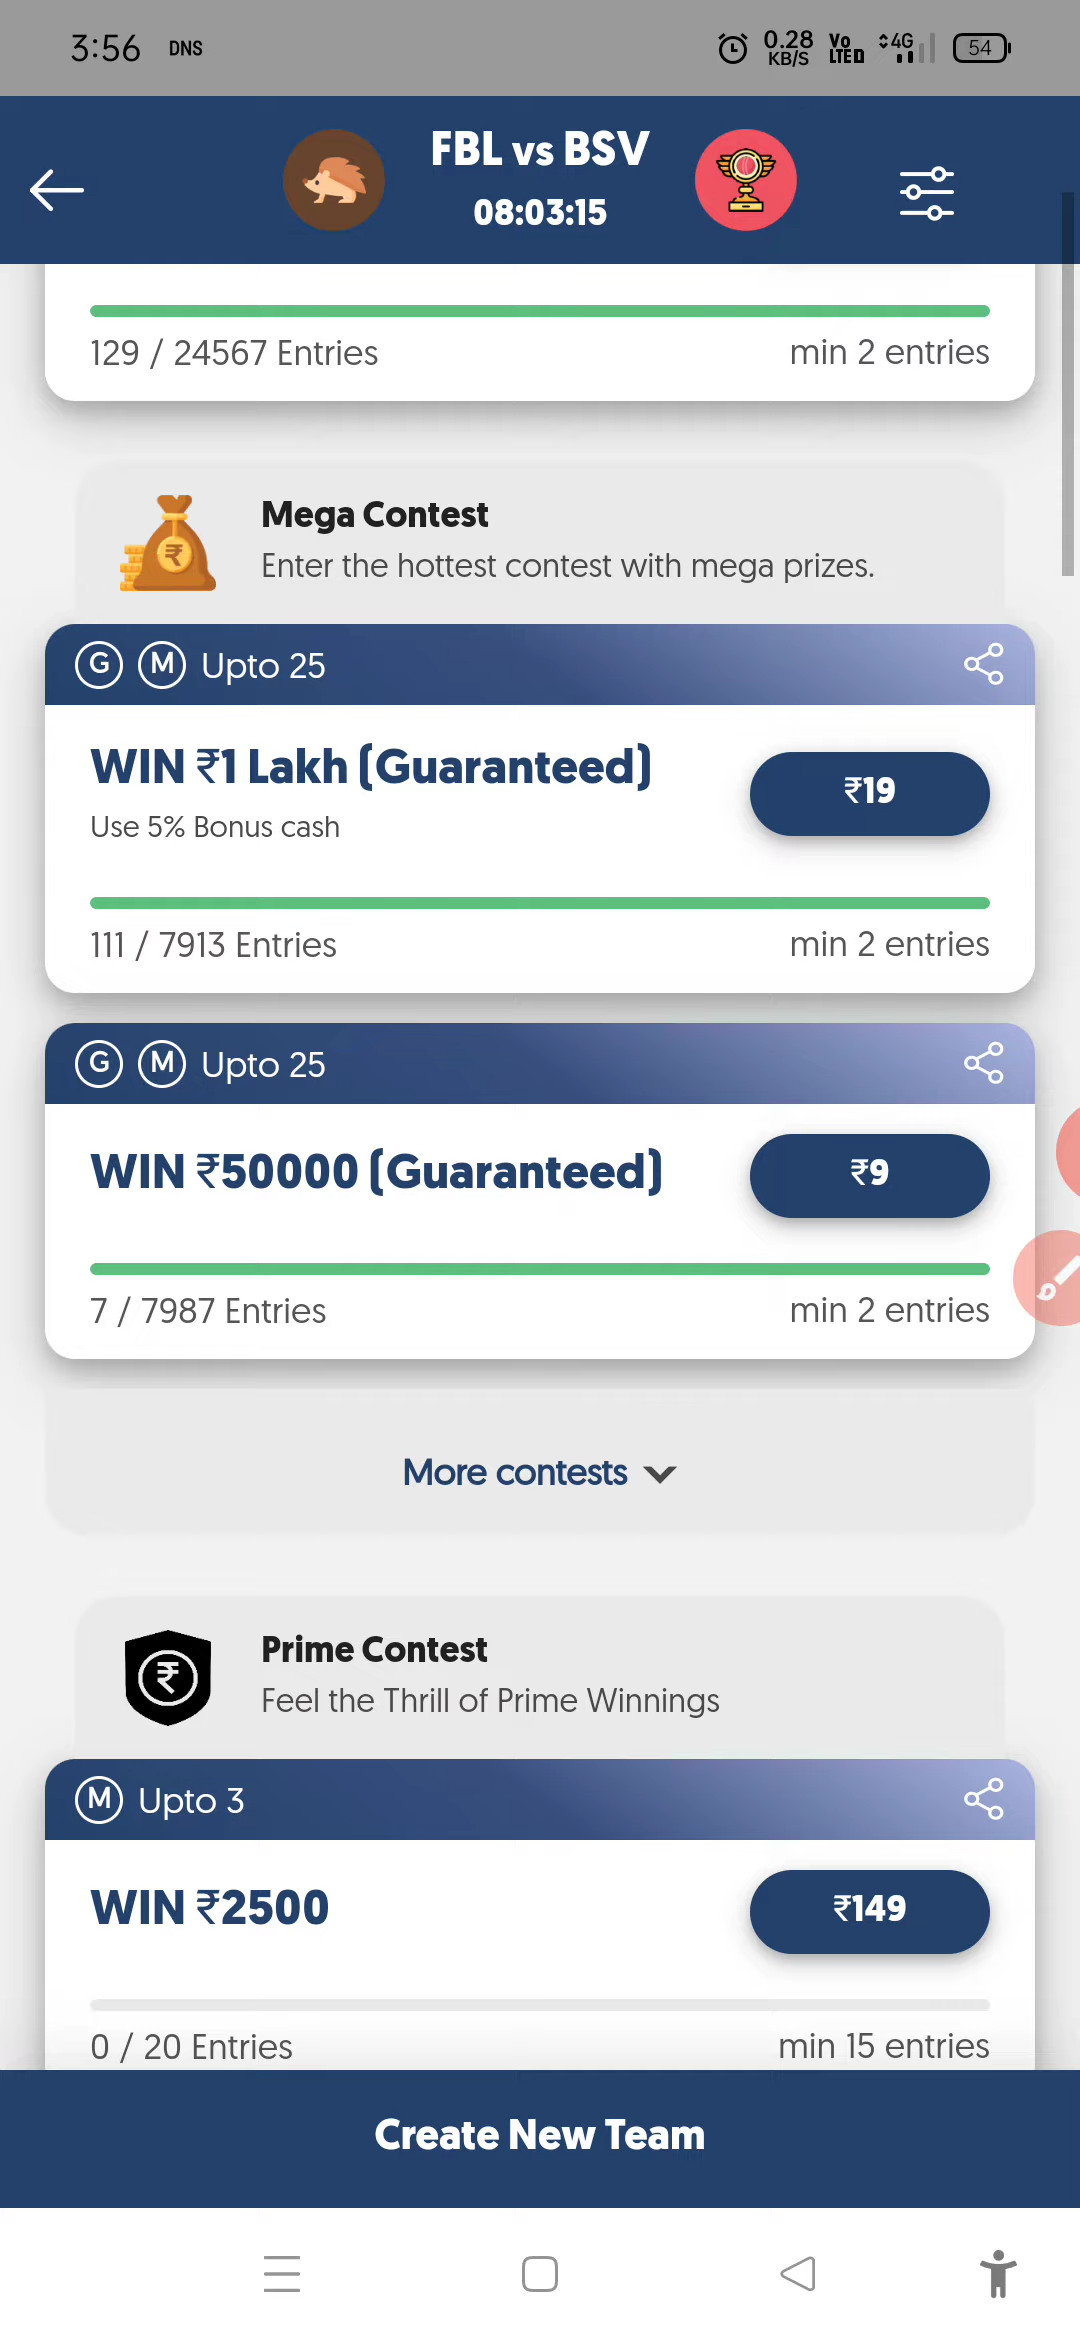 3:56 DNS 0.28 KB/S Vo LTE 4G 54
FBL vs BSV
08:03:15
129 / 24567 Entries min 2 entries
Mega Contest
Enter the hottest contest with mega prizes.
G M Upto 25
WIN ₹1 Lakh (Guaranteed) ₹19
Use 5% Bonus cash
111 / 7913 Entries min 2 entries
G M Upto 25
WIN ₹50000 (Guaranteed) ₹9
7 / 7987 Entries min 2 entries
More contests
₹
Prime Contest
Feel the Thrill of Prime Winnings
M Upto 3
WIN ₹2500 ₹149
0 / 20 Entries min 15 entries
Create New Team